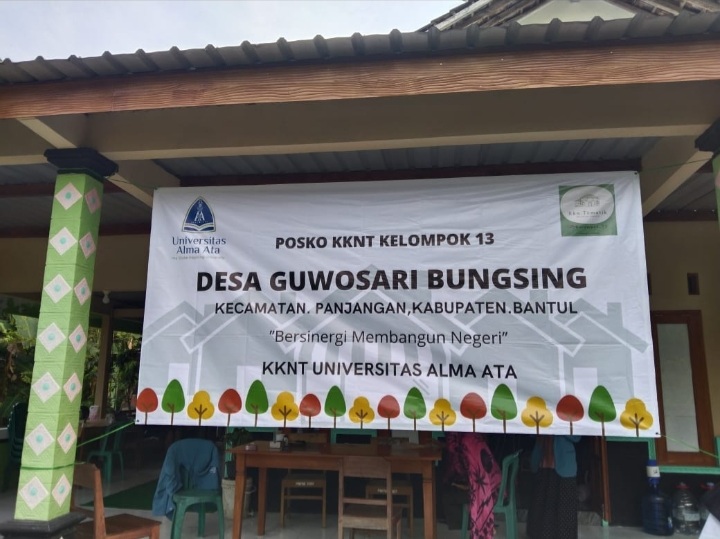 Universitas
Alma Ata
POSKO KKNT KELOMPOK 13
DESA GUWOSARI BUNGSING
KECAMATAN. PANJANGAN,KABUPATEN.BANTUL
"Bersinergi Membangun Negeri"
KKNT UNIVERSITAS ALMA ATA